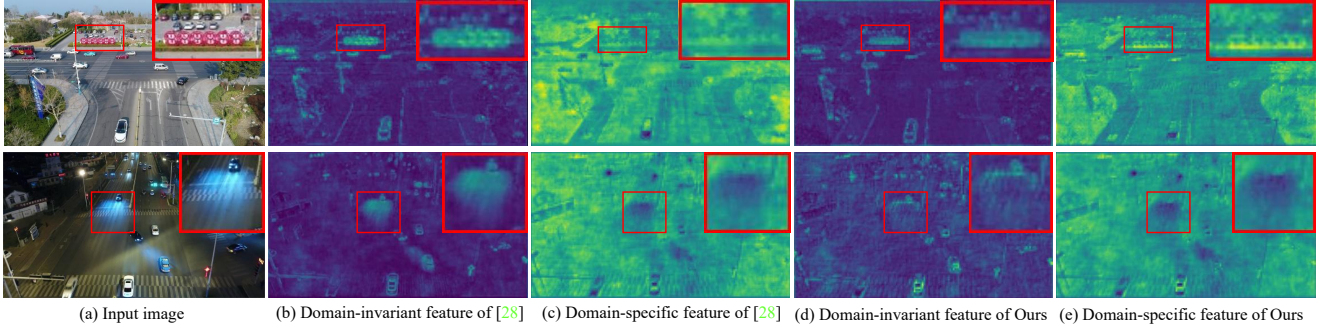 (a) Input image
(b) Domain-invariant feature of [28]
(c) Domain-specific feature of [28]
(d) Domain-invariant feature of Ours
(e) Domain-specific feature of Ours